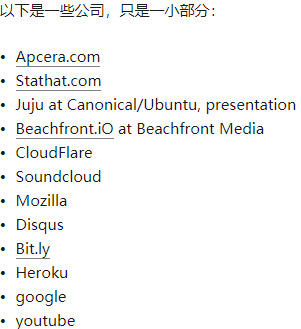 以下是一些公司，只是一小部分：
• Apcera.com
• Stathat.com
• Juju at Canonical/Ubuntu, presentation
• Beachfront.iO at Beachfront Media
• CloudFlare
• Soundcloud
• Mozilla
• Disqus
• Bit.ly
• Heroku
• google
• youtube